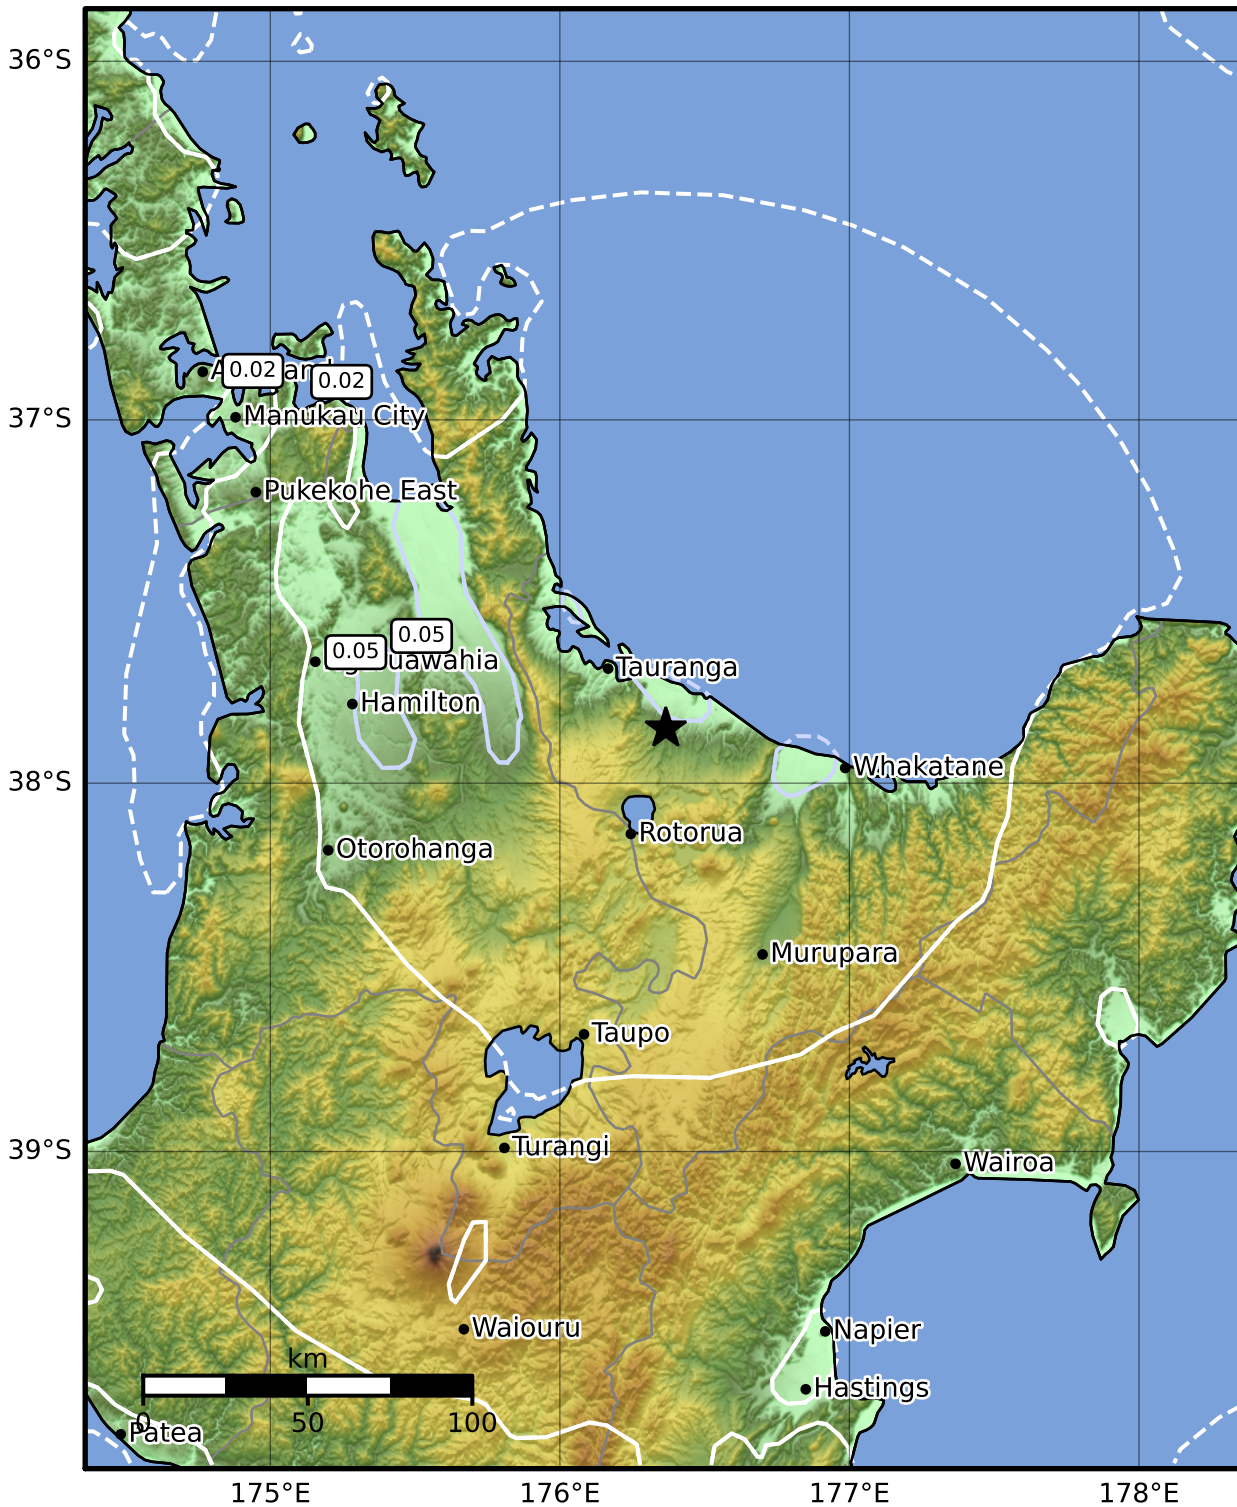 36°S
0.02
0.02
37°S
Manukau City
Pukekohe East
0.05
0.05
Tauranga
Hamilton
Whakatane
38°S
Rotorua
Otorohanga
Murupara
Taupo
39°S
Turangi
Wairoa
Waiouru
Napier
km
Hastings
0 50 100
Patea
175°E 176°E 177°E 178°E